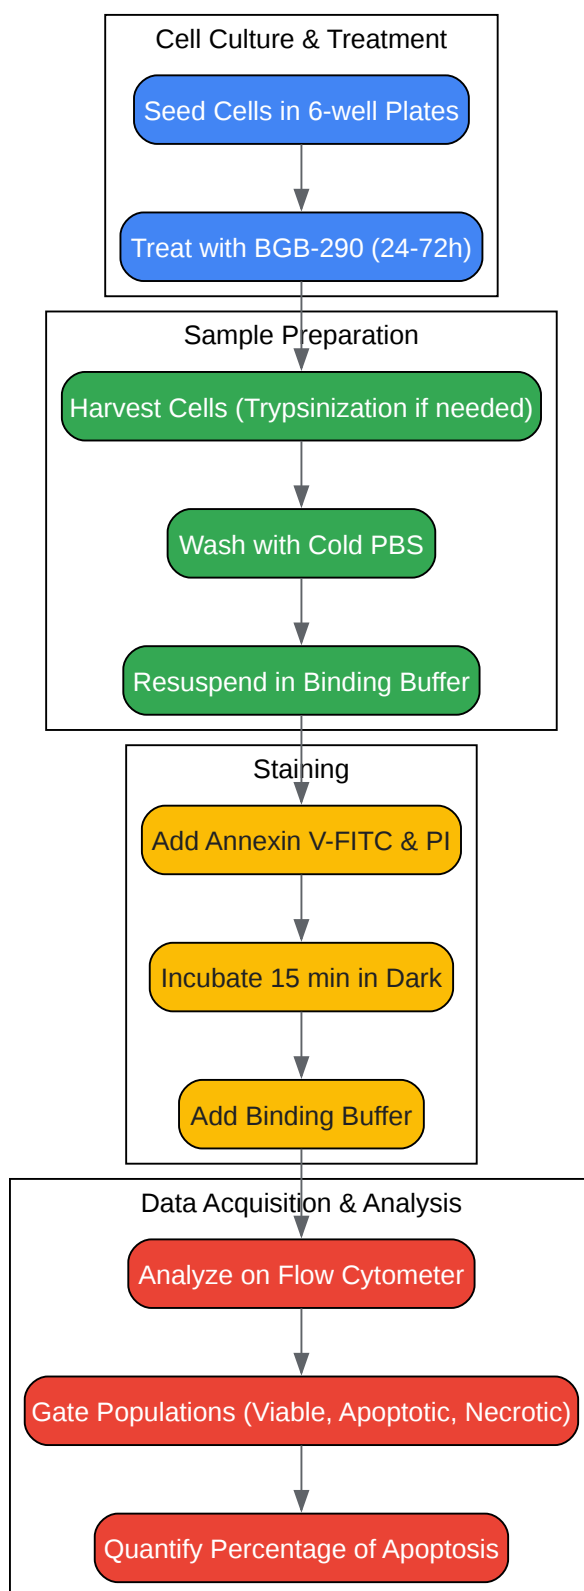 Cell Culture & Treatment
Seed Cells in 6-well Plates
Treat with BGB-290 (24-72h)
Sample Preparation
Harvest Cells (Trypsinization if needed)
Wash with Cold PBS
Resuspend in Binding Buffer
Staining
Add Annexin V-FITC & PI
Incubate 15 min in Dark
Add Binding Buffer
Data Acquisition & Analysis
Analyze on Flow Cytometer
Gate Populations (Viable, Apoptotic, Necrotic)
Quantify Percentage of Apoptosis